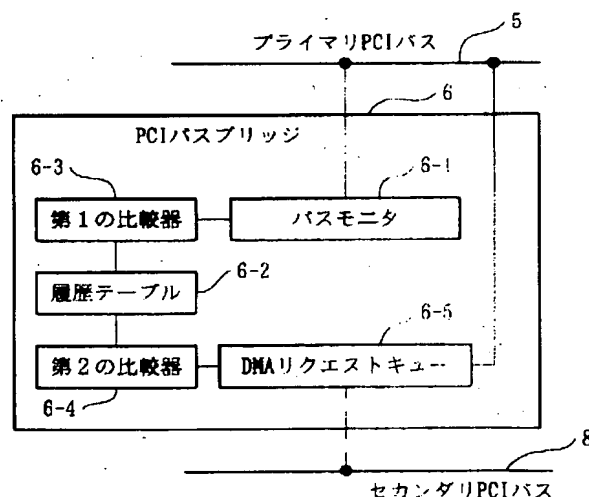 5
プライマリPCIバス
6
PCIバスブリッジ
6-3
6-1
第1の比較器
バスモニタ
6-2
履歴テーブル
6-5
第2の比較器
DMAリクエストキュー
6-4
8
セカンダリPCIバス